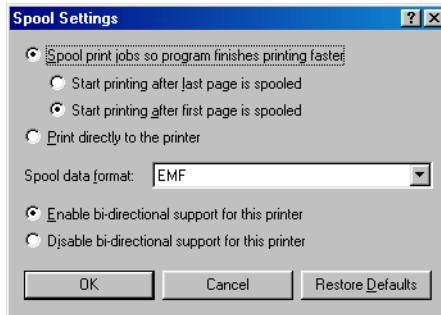 Spool Settings
Spool print jobs so program finishes printing faster
Start printing after last page is spooled
Start printing after first page is spooled
Print directly to the printer
Spool data format: EMF
Enable bi-directional support for this printer
Disable bi-directional support for this printer
OK Cancel Restore Defaults